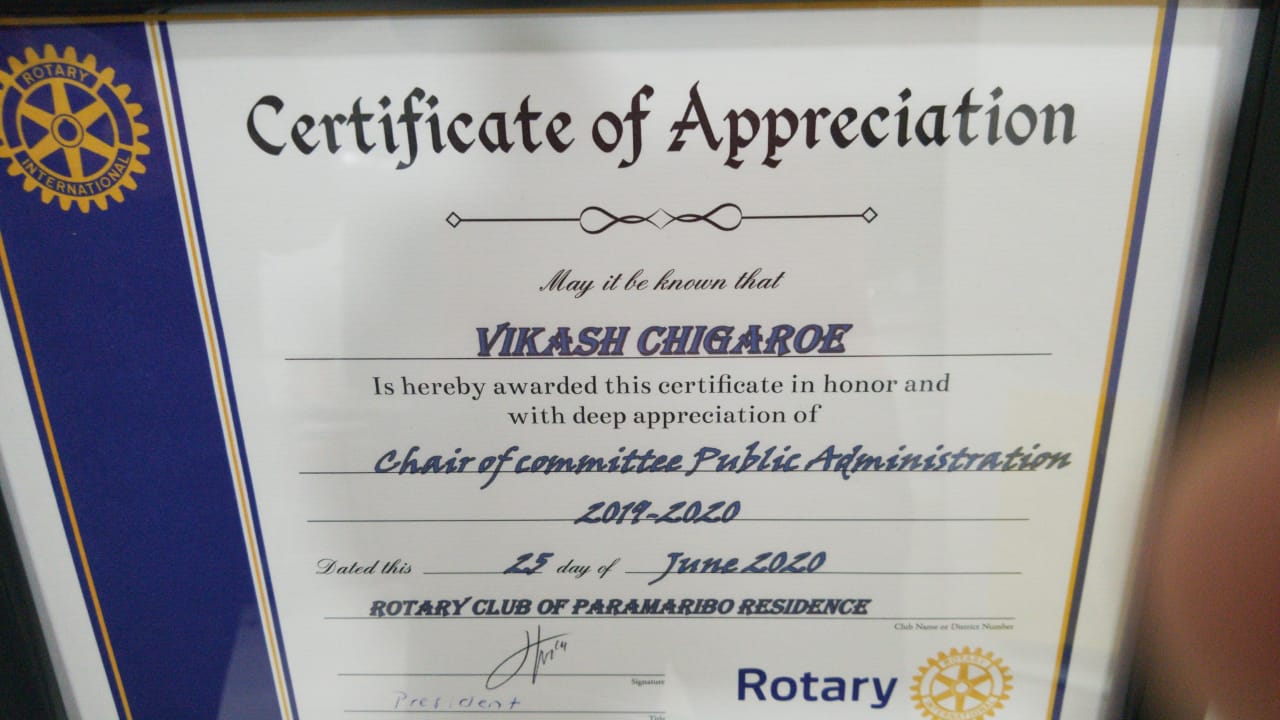 ROTARY
INTERNATIONAL
Certificate of Appreciation
May it be known that
VIKASH CHIGAROE
Is hereby awarded this certificate in honor and
with deep appreciation of
Chair of committee Public Administration
2019-2020
Dated this 25 day of June 2020
ROTARY CLUB OF PARAMARIBO RESIDENCE
Club Name or District Number
Signature
President
Title
Rotary
ROTARY